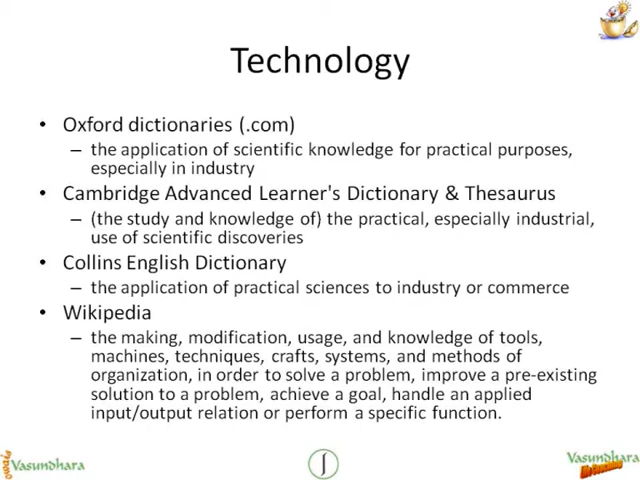 Technology
• Oxford dictionaries (.com)
– the application of scientific knowledge for practical purposes,
especially in industry
• Cambridge Advanced Learner's Dictionary & Thesaurus
– (the study and knowledge of) the practical, especially industrial,
use of scientific discoveries
• Collins English Dictionary
– the application of practical sciences to industry or commerce
• Wikipedia
– the making, modification, usage, and knowledge of tools,
machines, techniques, crafts, systems, and methods of
organization, in order to solve a problem, improve a pre-existing
solution to a problem, achieve a goal, handle an applied
input/output relation or perform a specific function.
Vasundhara
Vasundhara